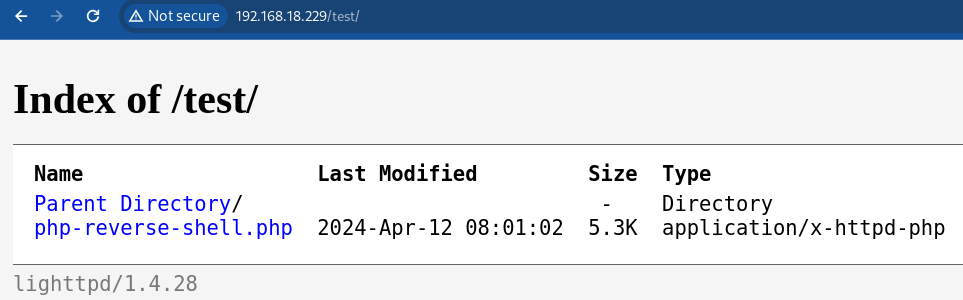 Not secure 192.168.18.229/test/
Index of /test/
Name Last Modified Size Type
Parent Directory/ - Directory
php-reverse-shell.php 2024-Apr-12 08:01:02 5.3K application/x-httpd-php
lighttpd/1.4.28